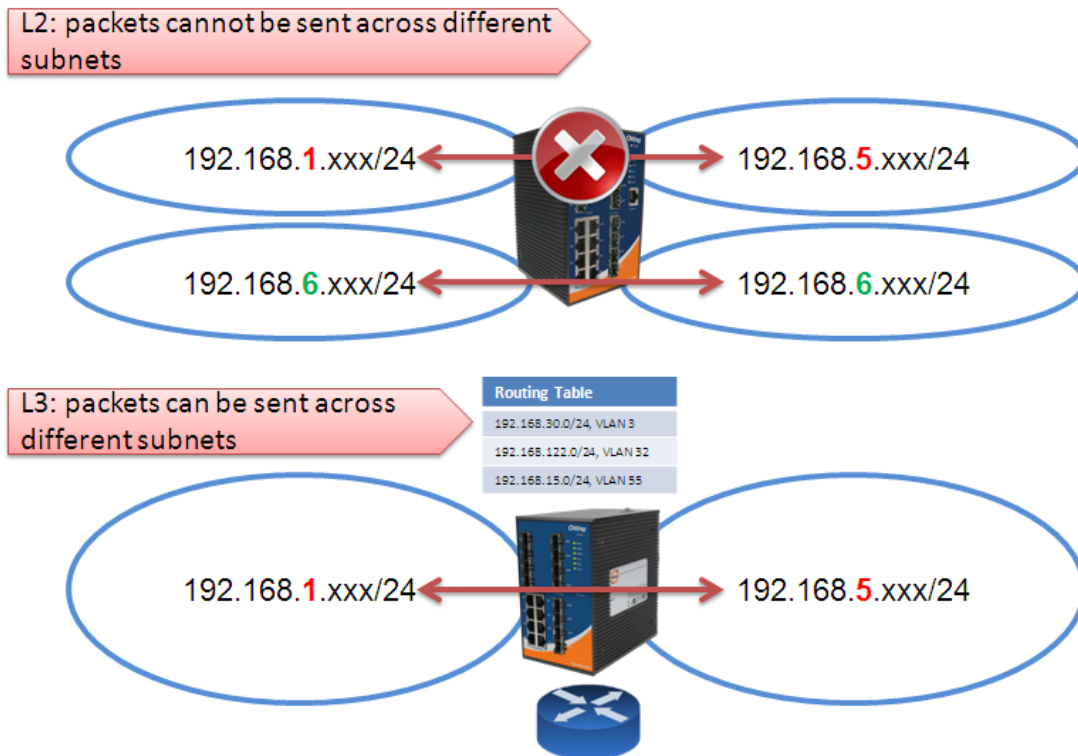 L2: packets cannot be sent across different
subnets
192.168.1.xxx/24
192.168.5.xxx/24
192.168.6.xxx/24
192.168.6.xxx/24
L3: packets can be sent across
different subnets
Routing Table
192.168.30.0/24, VLAN 3
192.168.122.0/24, VLAN 32
192.168.15.0/24, VLAN 55
ORing
192.168.1.xxx/24
192.168.5.xxx/24